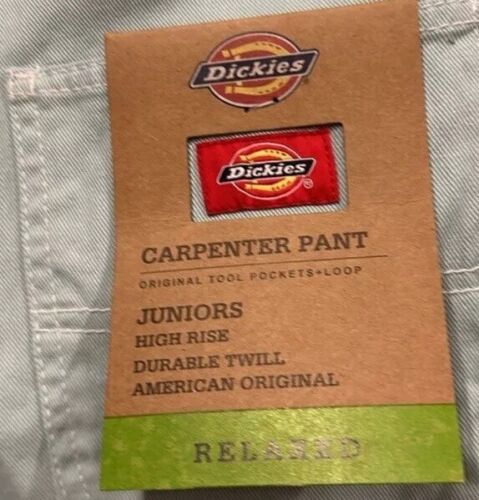 Dickies
Dickies ®
CARPENTER PANT
ORIGINAL TOOL POCKETS+LOOP
JUNIORS
HIGH RISE
DURABLE TWILL
AMERICAN ORIGINAL
RELAXED